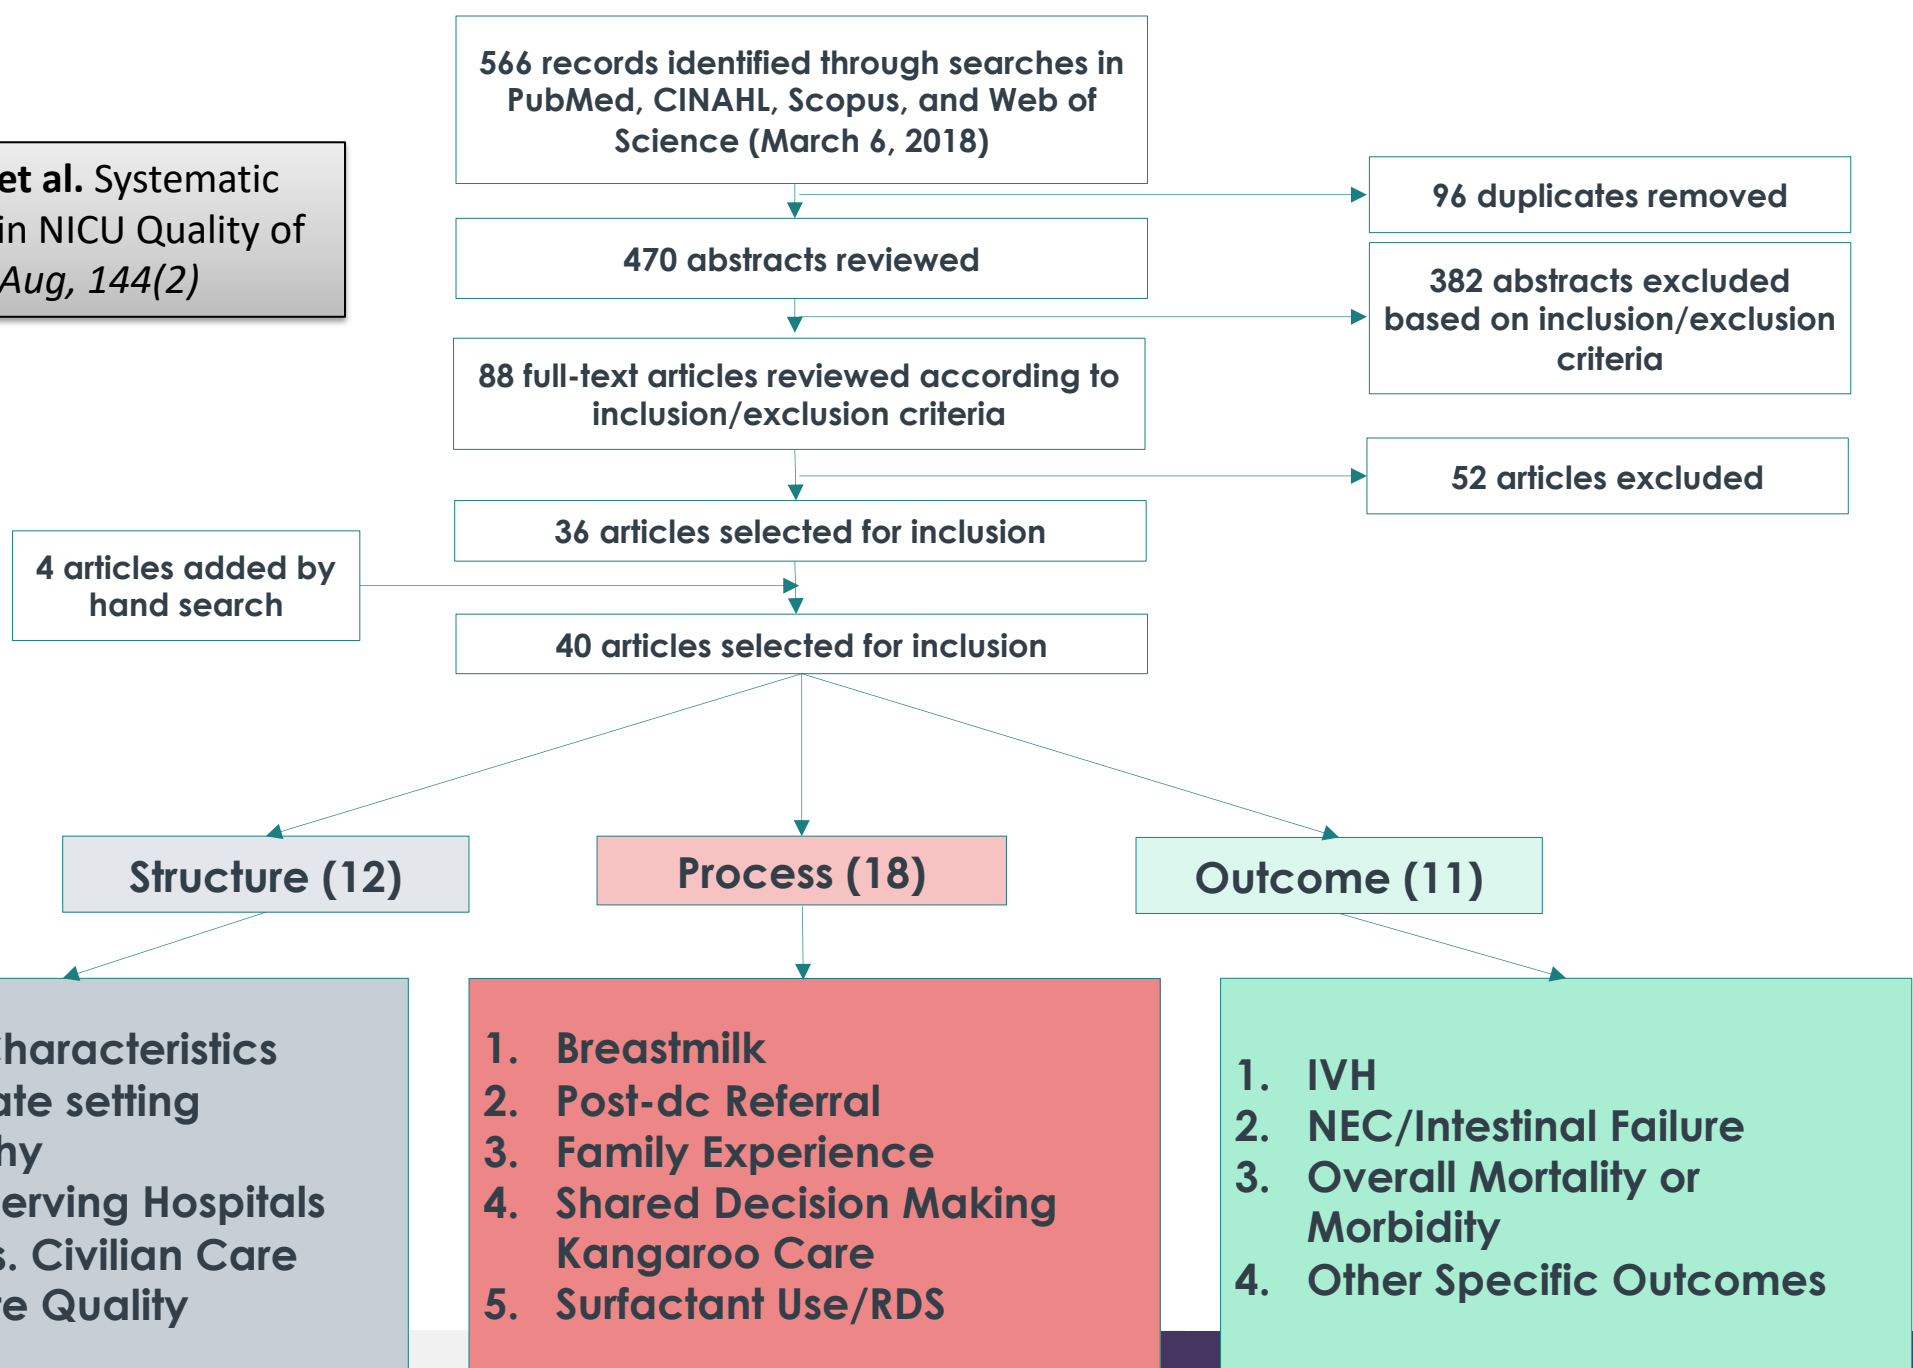 566 records identified through searches in
PubMed, CINAHL, Scopus, and Web of
Science (March 6, 2018)
et al. Systematic
in NICU Quality of
Aug, 144(2)
96 duplicates removed
470 abstracts reviewed
382 abstracts excluded
based on inclusion/exclusion
criteria
88 full-text articles reviewed according to
inclusion/exclusion criteria
52 articles excluded
36 articles selected for inclusion
4 articles added by
hand search
40 articles selected for inclusion
Structure (12)
Process (18)
Outcome (11)
Characteristics
setting
erving Hospitals
s. Civilian Care
Quality
1. Breastmilk
2. Post-dc Referral
3. Family Experience
4. Shared Decision Making
Kangaroo Care
5. Surfactant Use/RDS
1. IVH
2. NEC/Intestinal Failure
3. Overall Mortality or
Morbidity
4. Other Specific Outcomes